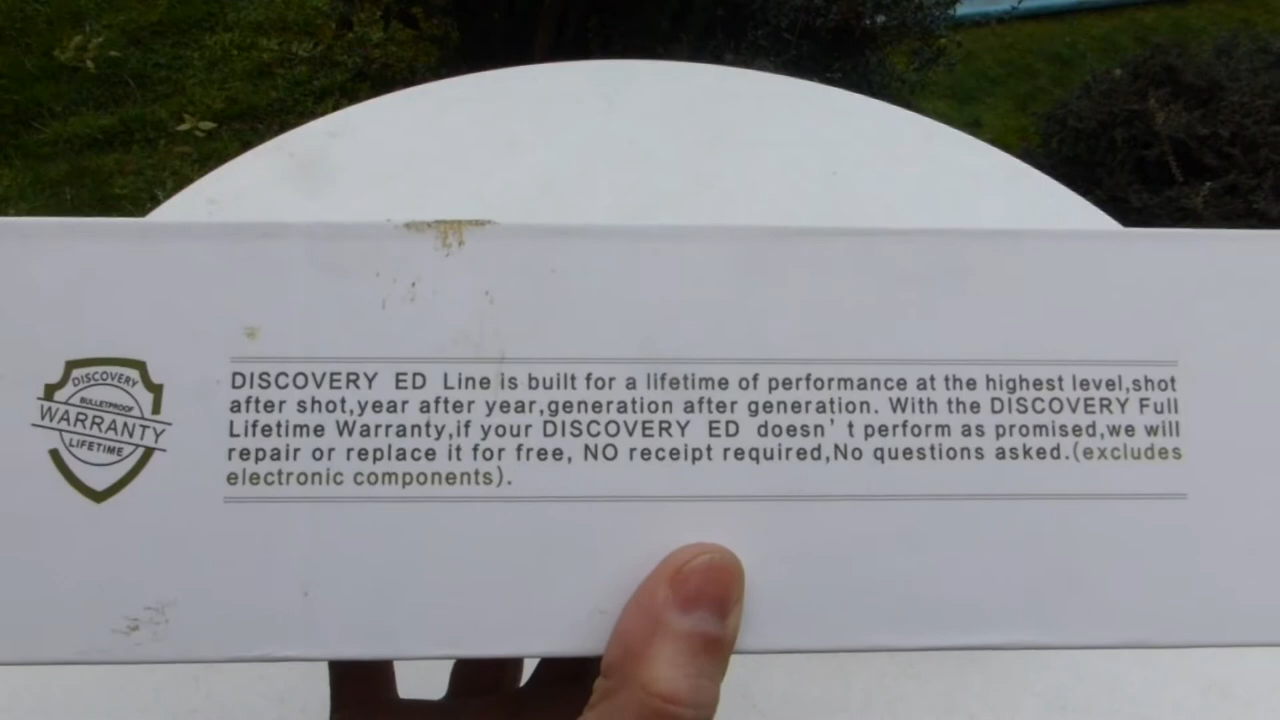 DISCOVERY
BULLETPROOF
WARRANTY
LIFETIME
DISCOVERY ED Line is built for a lifetime of performance at the highest level,shot
after shot,year after year,generation after generation. With the DISCOVERY Full
Lifetime Warranty,if your DISCOVERY ED doesn' t perform as promised,we will
repair or replace it for free, NO receipt required,No questions asked.(excludes
electronic components).